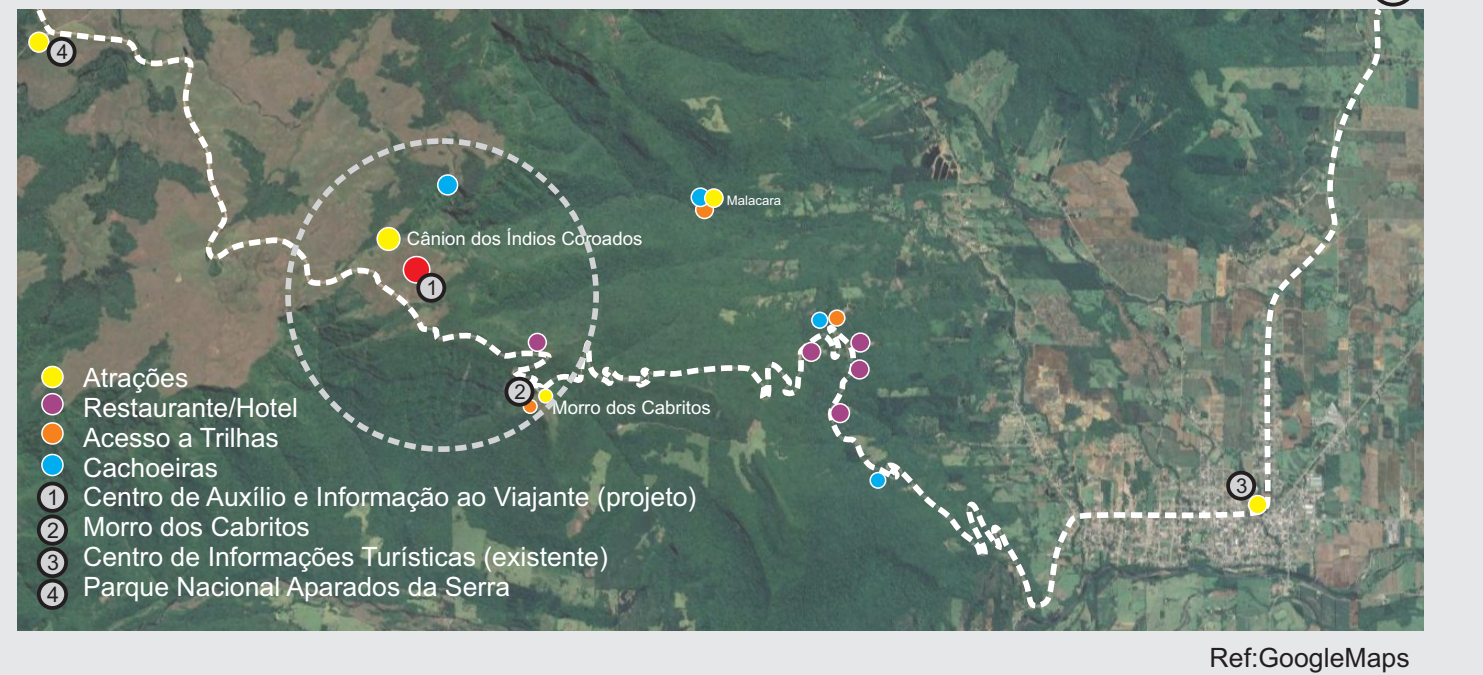 4
Malacara
Cânion dos Índios Coroados
1
2
Morro dos Cabritos
3
Atrações
Restaurante/Hotel
Acesso a Trilhas
Cachoeiras
1 Centro de Auxílio e Informação ao Viajante (projeto)
2 Morro dos Cabritos
3 Centro de Informações Turísticas (existente)
4 Parque Nacional Aparados da Serra
Ref:GoogleMaps